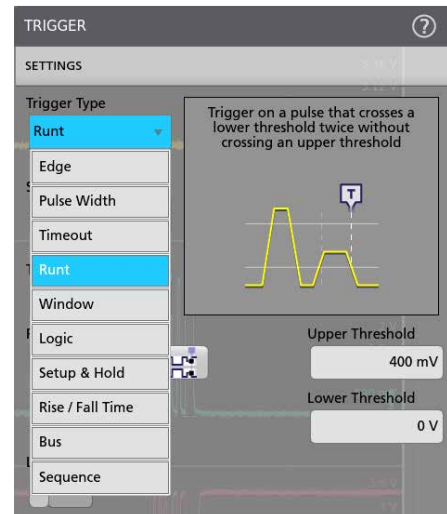 TRIGGER
?
SETTINGS
Trigger Type
Runt
Edge
Pulse Width
Timeout
Runt
Window
Logic
Setup & Hold
Rise / Fall Time
Bus
Sequence
Trigger on a pulse that crosses a
lower threshold twice without
crossing an upper threshold
T
Upper Threshold
400 mV
Lower Threshold
0 V